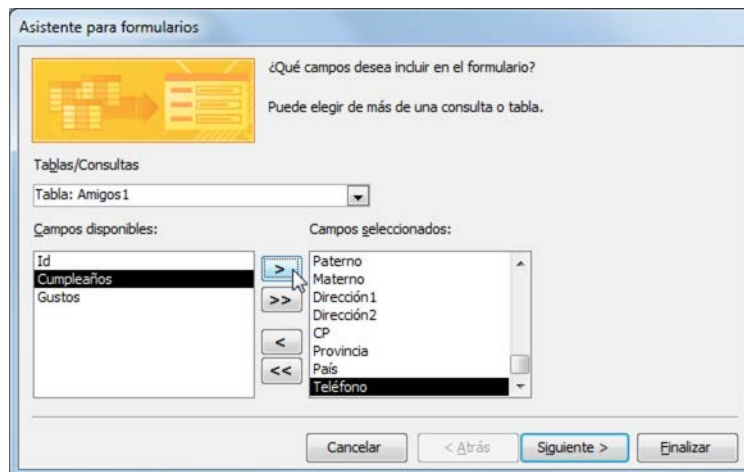 Asistente para formularios
¿Qué campos desea incluir en el formulario?
Puede elegir de más de una consulta o tabla.
Tablas/Consultas
Tabla: Amigos1
Campos disponibles:
Campos seleccionados:
Id
Cumpleaños
Gustos
>
>>
<
<<
Paterno
Materno
Dirección1
Dirección2
CP
Provincia
País
Teléfono
Cancelar
< Atrás
Siguiente >
Finalizar